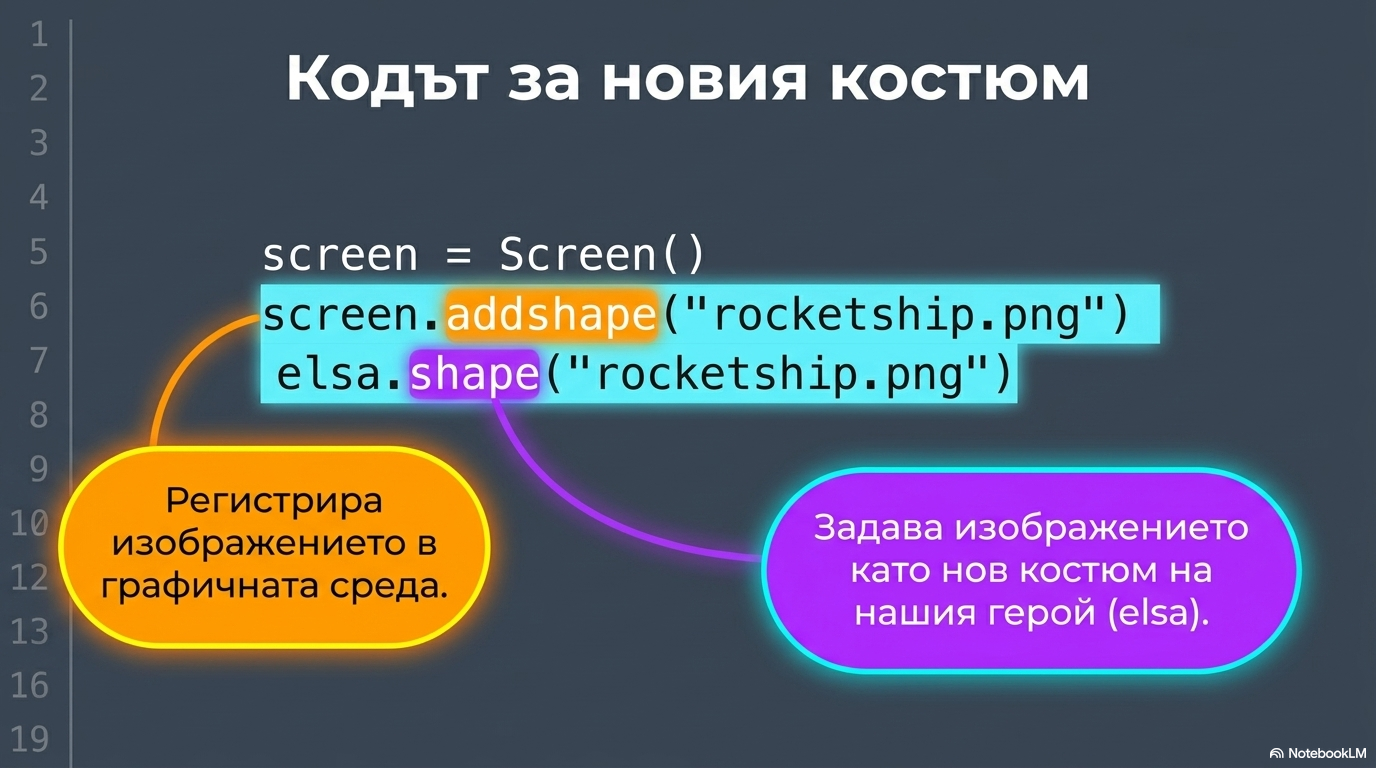 1
2
3
4
5
6
7
8
9
10
12
13
16
19
Кодът за новия костюм
screen = Screen()
screen.addshape("rocketship.png")
elsa.shape("rocketship.png")
Регистрира
изображението в
графичната среда.
Задава изображението
като нов костюм на
нашия герой (elsa).
NotebookLM